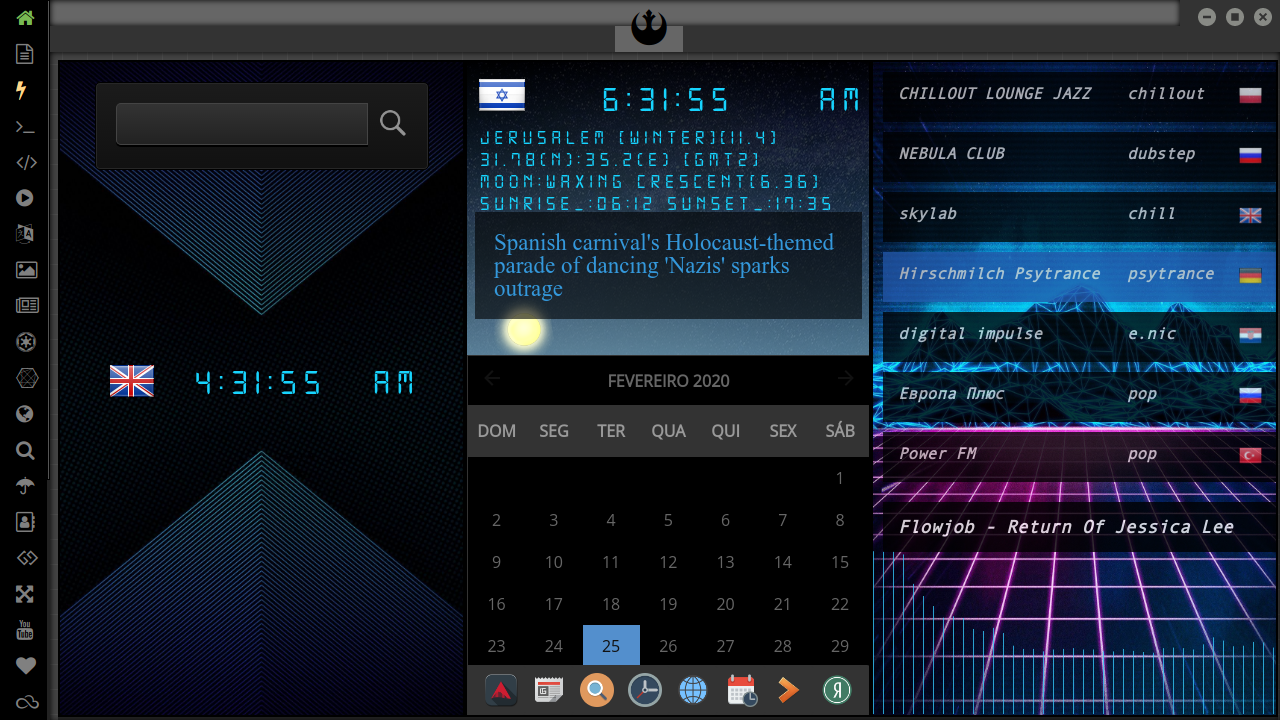 6:31:55 AM
JERUSALEM [WINTER][11.4]
31.78(N):35.2(E) [GMT2]
MOON:WAXING CRESCENT(6.36)
SUNRISE_:06:12 SUNSET_:17:35
Spanish carnival's Holocaust-themed
parade of dancing 'Nazis' sparks
outrage
4:31:55 AM
FEVEREIRO 2020
DOM SEG TER QUA QUI SEX SÁB
1
2 3 4 5 6 7 8
9 10 11 12 13 14 15
16 17 18 19 20 21 22
23 24 25 26 27 28 29
CHILLOUT LOUNGE JAZZ chillout
NEBULA CLUB dubstep
skylab chill
Hirschmilch Psytrance psytrance
digital impulse e.nic
Европа Плюс pop
Power FM pop
Flowjob - Return Of Jessica Lee
You
Tube
Я